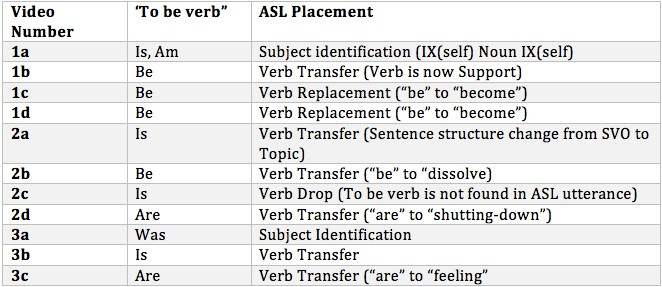 Video Number "To be verb" ASL Placement
1a Is, Am Subject identification (IX(self) Noun IX(self)
1b Be Verb Transfer (Verb is now Support)
1c Be Verb Replacement ("be" to "become")
1d Be Verb Replacement ("be" to "become")
2a Is Verb Transfer (Sentence structure change from SVO to
Topic)
2b Be Verb Transfer ("be" to "dissolve)
2c Is Verb Drop (To be verb is not found in ASL utterance)
2d Are Verb Transfer ("are" to "shutting-down")
3a Was Subject Identification
3b Is Verb Transfer
3c Are Verb Transfer ("are" to "feeling"